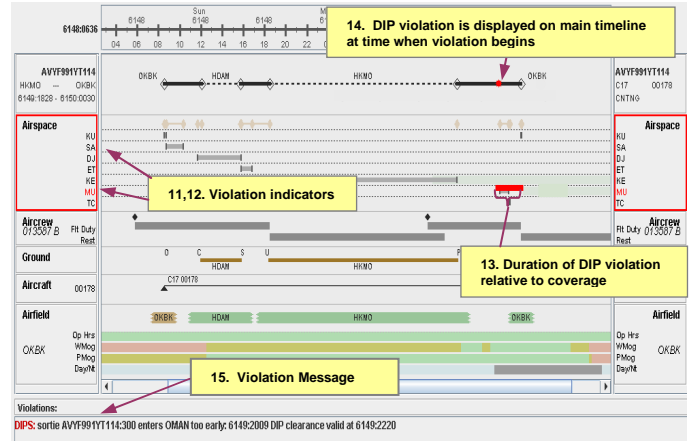 Sun
6148 6148
6148:0636
04 06 08 10 12 14 16 18 20 22
14. DIP violation is displayed on main timeline
at time when violation begins
AVYF991YT114
HKMO — OKBK
6149:1828 - 6150:0030
OKBK HDAM HKMO OKBK
AVYF991YT114
C17 00178
CNTNG
Airspace
KU
SA
DJ
ET
KE
MU
TC
Airspace
KU
SA
DJ
ET
KE
MU
TC
11,12. Violation indicators
Aircrew
013587 B
Flt Duty
Rest
Aircrew
Flt Duty 013587 B
Rest
13. Duration of DIP violation
relative to coverage
Ground
O C S U
HDAM HKMO
Aircraft
00178
C17 00178
Airfield
OKBK HDAM HKMO OKBK
Airfield
OKBK
Op Hrs
WMog
PMog
Day/Nt
Op Hrs
WMog
PMog
Day/Nt
OKBK
15. Violation Message
Violations:
DIPS: sortie AVYF991YT114:300 enters OMAN too early: 6149:2009 DIP clearance valid at 6149:2220